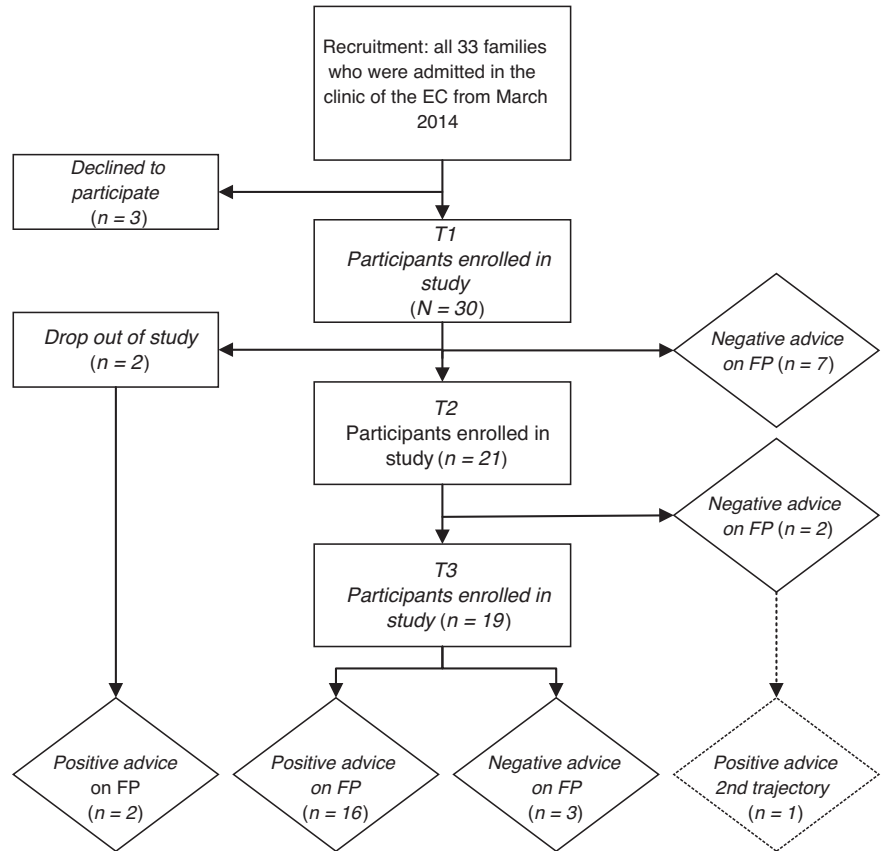 Recruitment: all 33 families
who were admitted in the
clinic of the EC from March
2014
Declined to
participate
(n = 3)
T1
Participants enrolled in
study
(N = 30)
Drop out of study
(n = 2)
Negative advice
on FP (n = 7)
T2
Participants enrolled in
study (n = 21)
Negative advice
on FP (n = 2)
T3
Participants enrolled in
study (n = 19)
Positive advice
on FP
(n = 2)
Positive advice
on FP
(n = 16)
Negative advice
on FP
(n = 3)
Positive advice
2nd trajectory
(n = 1)